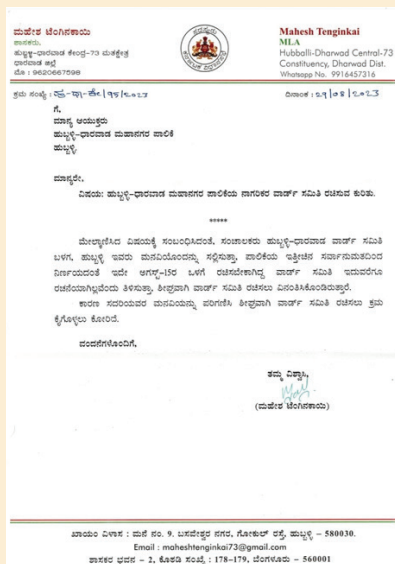 ಮಹೇಶ ಟೆಂಗಿನಕಾಯಿ
ಶಾಸಕರು,
ಹುಬ್ಬಳ್ಳಿ-ಧಾರವಾಡ ಕೇಂದ್ರ-73 ಮತಕ್ಷೇತ್ರ
ಧಾರವಾಡ ಜಿಲ್ಲೆ
ಮೊ : 9620667598
Mahesh Tenginkai
MLA
Hubballi-Dharwad Central-73
Constituency, Dharwad Dist.
Whatsapp No. 9916457316
ಕ್ರಮ ಸಂಖ್ಯೆ : ಹು-ಧಾ-ಕೇ/95/2023
ದಿನಾಂಕ : 29/08/2023
ಗೆ,
ಮಾನ್ಯ ಆಯುಕ್ತರು
ಹುಬ್ಬಳ್ಳಿ-ಧಾರವಾಡ ಮಹಾನಗರ ಪಾಲಿಕೆ
ಹುಬ್ಬಳ್ಳಿ.
ಮಾನ್ಯರೇ,
ವಿಷಯ: ಹುಬ್ಬಳ್ಳಿ-ಧಾರವಾಡ ಮಹಾನಗರ ಪಾಲಿಕೆಯ ನಾಗರಿಕರ ವಾರ್ಡ್ ಸಮಿತಿ ರಚಿಸುವ ಕುರಿತು.
*****
ಮೇಲ್ಕಾಣಿಸಿದ ವಿಷಯಕ್ಕೆ ಸಂಬಂಧಿಸಿದಂತೆ, ಸಂಚಾಲಕರು ಹುಬ್ಬಳ್ಳಿ-ಧಾರವಾಡ ವಾರ್ಡ್ ಸಮಿತಿ
ಬಳಗ, ಹುಬ್ಬಳ್ಳಿ ಇವರು ಮನವಿಯೊಂದನ್ನು ಸಲ್ಲಿಸುತ್ತಾ, ಪಾಲಿಕೆಯ ಇತ್ತೀಚಿನ ಸರ್ವಾನುಮತದಿಂದ
ನಿರ್ಣಯದಂತೆ ಇದೇ ಆಗಸ್ಟ್-15ರ ಒಳಗೆ ರಚಿಸಬೇಕಾಗಿದ್ದ ವಾರ್ಡ್ ಸಮಿತಿ ಇದುವರೆಗೂ
ರಚನೆಯಾಗಿಲ್ಲವೆಂದು ತಿಳಿಸುತ್ತಾ, ಶೀಘ್ರವಾಗಿ ವಾರ್ಡ್ ಸಮಿತಿ ರಚಿಸಲು ವಿನಂತಿಸಿಕೊಂಡಿರುತ್ತಾರೆ.
ಕಾರಣ ಸದರಿಯವರ ಮನವಿಯನ್ನು ಪರಿಗಣಿಸಿ ಶೀಘ್ರವಾಗಿ ವಾರ್ಡ್ ಸಮಿತಿ ರಚಿಸಲು ಕ್ರಮ
ಕೈಗೊಳ್ಳಲು ಕೋರಿದೆ.
ವಂದನೆಗಳೊಂದಿಗೆ,
ತಮ್ಮ ವಿಶ್ವಾಸಿ,
(ಮಹೇಶ ಟೆಂಗಿನಕಾಯಿ)
ಖಾಯಂ ವಿಳಾಸ : ಮನೆ ನಂ. 9. ಬಸವೇಶ್ವರ ನಗರ, ಗೋಕುಲ್ ರಸ್ತೆ, ಹುಬ್ಬಳ್ಳಿ - 580030.
Email : maheshtenginkai73@gmail.com
ಶಾಸಕರ ಭವನ - 2, ಕೊಠಡಿ ಸಂಖ್ಯೆ : 178-179, ಬೆಂಗಳೂರು - 560001